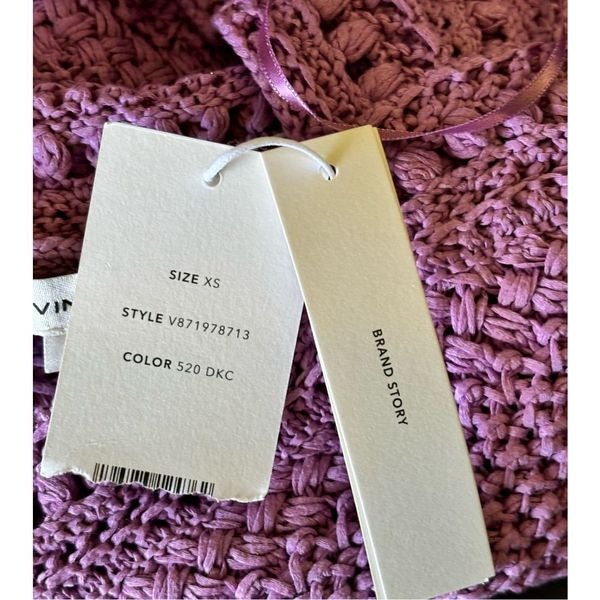 VIN
SIZE XS
STYLE V871978713
COLOR 520 DKC
BRAND STORY